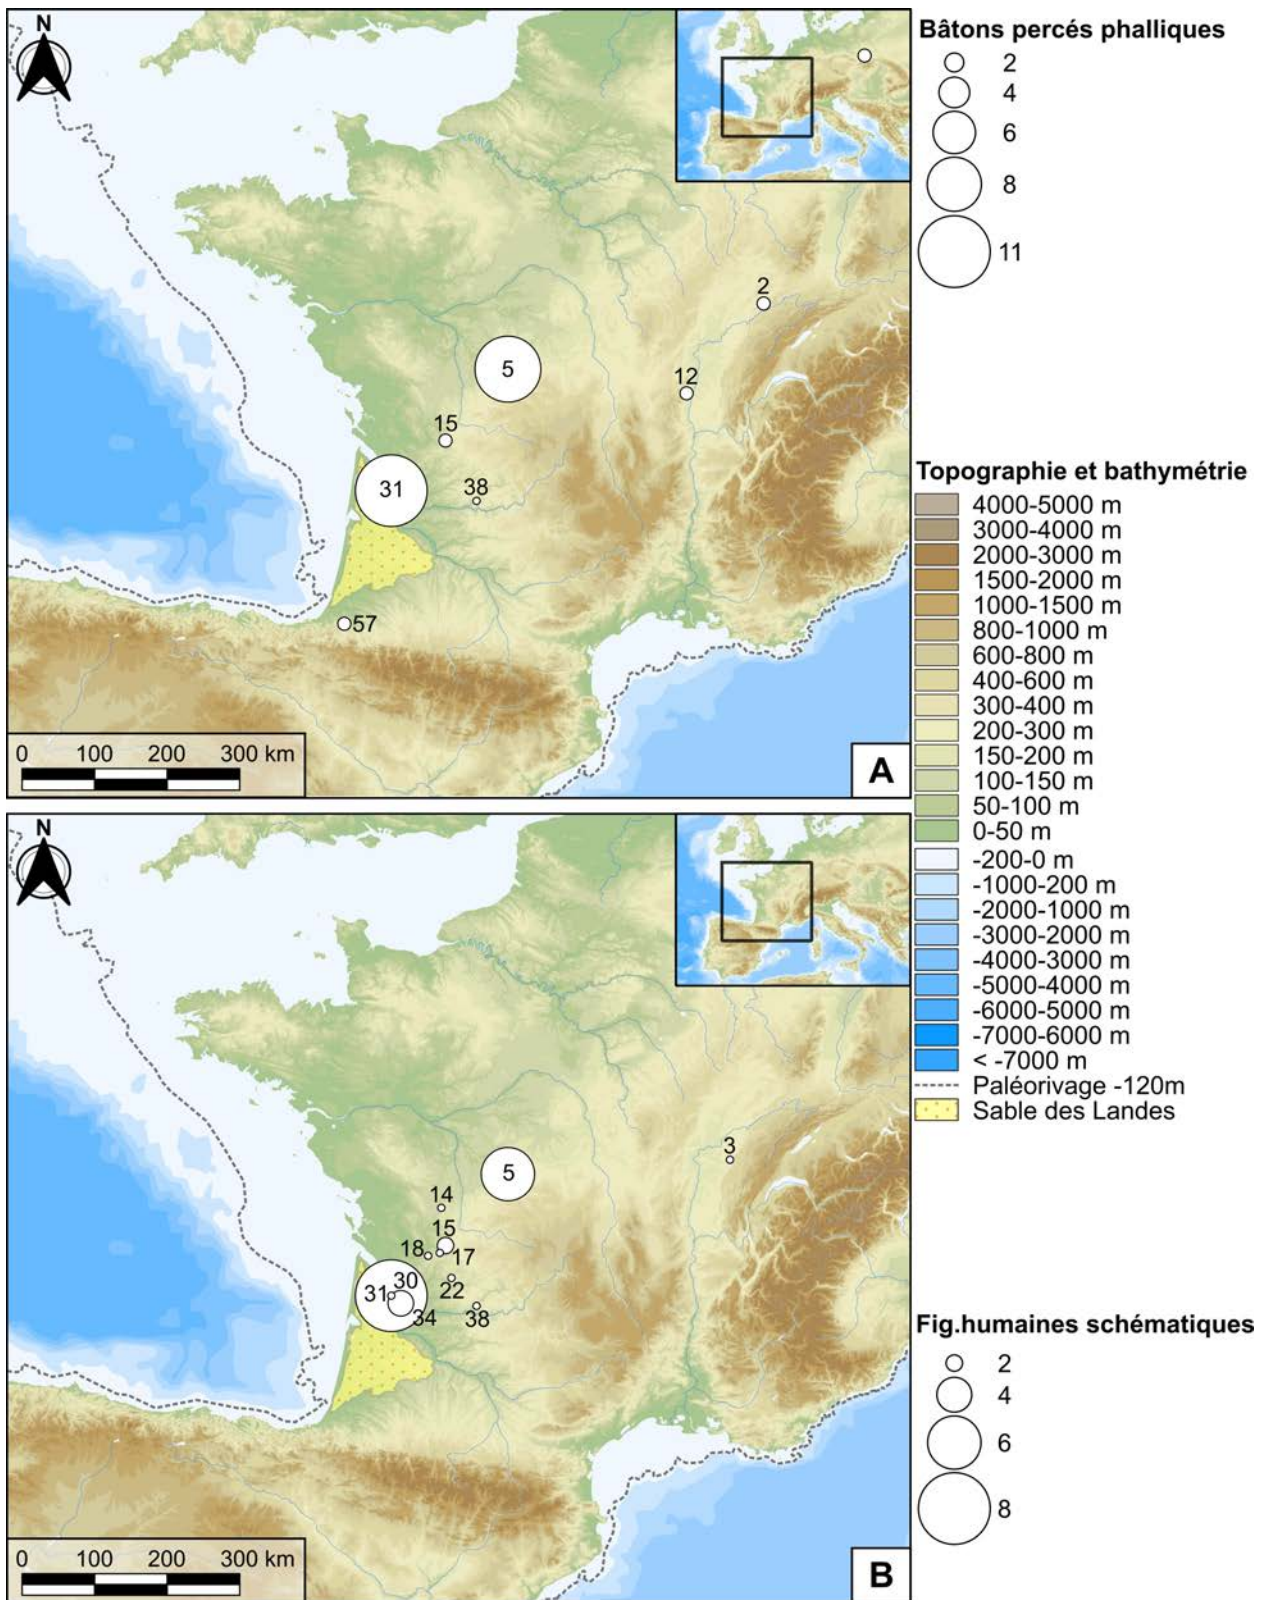 N
Bâtons percés phalliques
2
4
6
8
11
2
5
12
15
31
38
57
0 100 200 300 km
A
Topographie et bathymétrie
4000-5000 m
3000-4000 m
2000-3000 m
1500-2000 m
1000-1500 m
800-1000 m
600-800 m
400-600 m
300-400 m
200-300 m
150-200 m
100-150 m
50-100 m
0-50 m
-200-0 m
-1000-200 m
-2000-1000 m
-3000-2000 m
-4000-3000 m
-5000-4000 m
-6000-5000 m
-7000-6000 m
< -7000 m
Paléorivage -120m
Sable des Landes
N
3
5
14
15
18
17
30
31
22
34
38
0 100 200 300 km
B
Fig.humaines schématiques
2
4
6
8